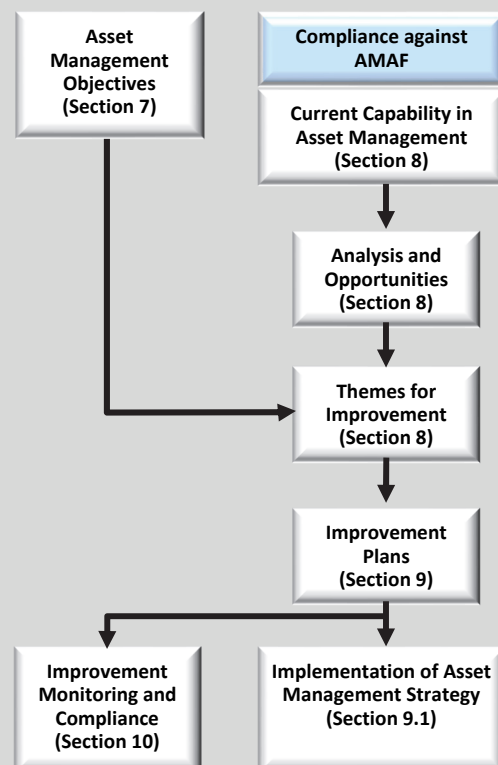 Asset
Management
Objectives
(Section 7)
Compliance against
AMAF
Current Capability in
Asset Management
(Section 8)
Analysis and
Opportunities
(Section 8)
Themes for
Improvement
(Section 8)
Improvement
Plans
(Section 9)
Improvement
Monitoring and
Compliance
(Section 10)
Implementation of Asset
Management Strategy
(Section 9.1)